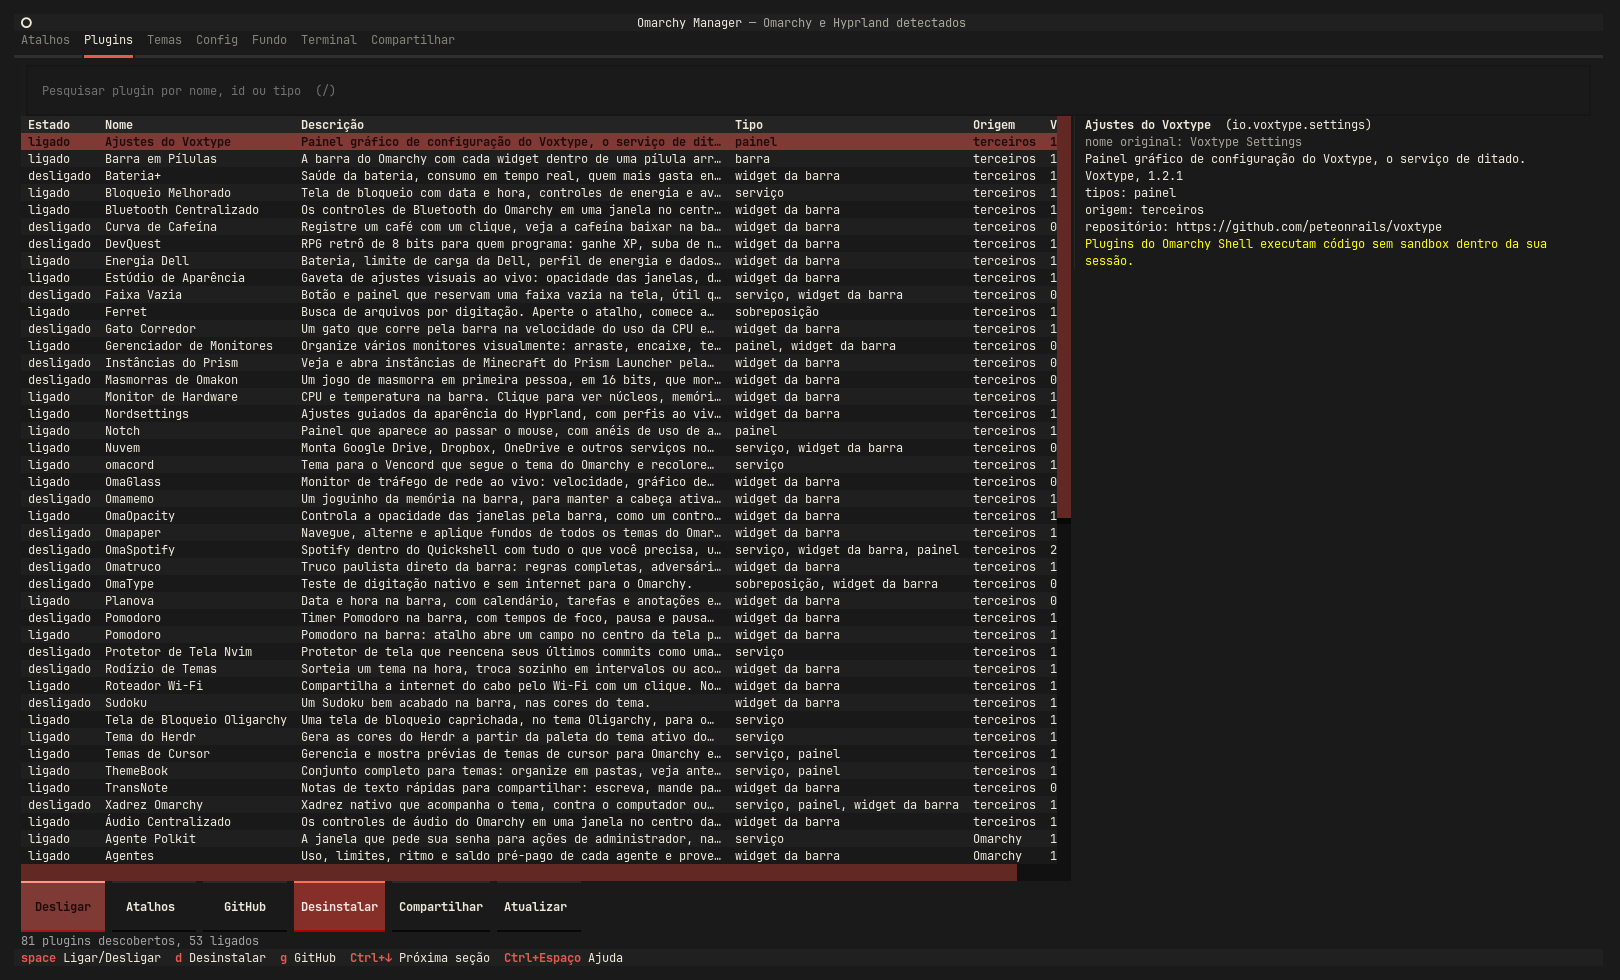 Omarchy Manager — Omarchy e Hyprland detectados
Atalhos Plugins Temas Config Fundo Terminal Compartilhar
Pesquisar plugin por nome, id ou tipo (/)
Estado Nome Descrição Tipo Origem V
ligado Ajustes do Voxtype Painel gráfico de configuração do Voxtype, o serviço de dit… painel terceiros 1
ligado Barra em Pílulas A barra do Omarchy com cada widget dentro de uma pílula arr… barra terceiros 1
desligado Bateria+ Saúde da bateria, consumo em tempo real, quem mais gasta en… widget da barra terceiros 1
ligado Bloqueio Melhorado Tela de bloqueio com data e hora, controles de energia e av… serviço terceiros 1
ligado Bluetooth Centralizado Os controles de Bluetooth do Omarchy em uma janela no centr… widget da barra terceiros 1
desligado Curva de Cafeína Registre um café com um clique, veja a cafeína baixar na ba… widget da barra terceiros 0
desligado DevQuest RPG retrô de 8 bits para quem programa: ganhe XP, suba de n… widget da barra terceiros 1
ligado Energia Dell Bateria, limite de carga da Dell, perfil de energia e dados… widget da barra terceiros 1
ligado Estúdio de Aparência Gaveta de ajustes visuais ao vivo: opacidade das janelas, d… widget da barra terceiros 1
desligado Faixa Vazia Botão e painel que reservam uma faixa vazia na tela, útil q… serviço, widget da barra terceiros 0
ligado Ferret Busca de arquivos por digitação. Aperte o atalho, comece a… sobreposição terceiros 1
desligado Gato Corredor Um gato que corre pela barra na velocidade do uso da CPU e… widget da barra terceiros 1
ligado Gerenciador de Monitores Organize vários monitores visualmente: arraste, encaixe, te… painel, widget da barra terceiros 0
desligado Instâncias do Prism Veja e abra instâncias de Minecraft do Prism Launcher pela… widget da barra terceiros 0
desligado Masmorras de Omakon Um jogo de masmorra em primeira pessoa, em 16 bits, que mor… widget da barra terceiros 0
ligado Monitor de Hardware CPU e temperatura na barra. Clique para ver núcleos, memóri… widget da barra terceiros 1
ligado Nordsettings Ajustes guiados da aparência do Hyprland, com perfis ao viv… widget da barra terceiros 1
ligado Notch Painel que aparece ao passar o mouse, com anéis de uso de a… painel terceiros 1
ligado Nuvem Monta Google Drive, Dropbox, OneDrive e outros serviços no… serviço, widget da barra terceiros 0
ligado omacord Tema para o Vencord que segue o tema do Omarchy e recolore… serviço terceiros 1
ligado OmaGlass Monitor de tráfego de rede ao vivo: velocidade, gráfico de… widget da barra terceiros 0
desligado Omamemo Um joguinho da memória na barra, para manter a cabeça ativa… widget da barra terceiros 1
ligado OmaOpacity Controla a opacidade das janelas pela barra, como um contro… widget da barra terceiros 1
desligado Omapaper Navegue, alterne e aplique fundos de todos os temas do Omar… widget da barra terceiros 1
desligado OmaSpotify Spotify dentro do Quickshell com tudo o que você precisa, u… serviço, widget da barra, painel terceiros 2
desligado Omatruco Truco paulista direto da barra: regras completas, adversári… widget da barra terceiros 1
desligado OmaType Teste de digitação nativo e sem internet para o Omarchy. sobreposição, widget da barra terceiros 0
ligado Planova Data e hora na barra, com calendário, tarefas e anotações e… widget da barra terceiros 0
desligado Pomodoro Timer Pomodoro na barra, com tempos de foco, pausa e pausa… widget da barra terceiros 1
ligado Pomodoro Pomodoro na barra: atalho abre um campo no centro da tela p… widget da barra terceiros 1
desligado Protetor de Tela Nvim Protetor de tela que reencena seus últimos commits como uma… serviço terceiros 1
desligado Rodízio de Temas Sorteia um tema na hora, troca sozinho em intervalos ou aco… widget da barra terceiros 1
ligado Roteador Wi-Fi Compartilha a internet do cabo pelo Wi-Fi com um clique. No… widget da barra terceiros 1
desligado Sudoku Um Sudoku bem acabado na barra, nas cores do tema. widget da barra terceiros 1
ligado Tela de Bloqueio Oligarchy Uma tela de bloqueio caprichada, no tema Oligarchy, para o… serviço terceiros 1
ligado Tema do Herdr Gera as cores do Herdr a partir da paleta do tema ativo do… serviço terceiros 1
ligado Temas de Cursor Gerencia e mostra prévias de temas de cursor para Omarchy e… serviço, painel terceiros 1
ligado ThemeBook Conjunto completo para temas: organize em pastas, veja ante… serviço, painel terceiros 1
ligado TransNote Notas de texto rápidas para compartilhar: escreva, mande pa… widget da barra terceiros 0
desligado Xadrez Omarchy Xadrez nativo que acompanha o tema, contra o computador ou… serviço, painel, widget da barra terceiros 1
ligado Áudio Centralizado Os controles de áudio do Omarchy em uma janela no centro da… widget da barra terceiros 1
ligado Agente Polkit A janela que pede sua senha para ações de administrador, na… serviço Omarchy 1
ligado Agentes Uso, limites, ritmo e saldo pré-pago de cada agente e prove… widget da barra Omarchy 1
Ajustes do Voxtype (io.voxtype.settings)
nome original: Voxtype Settings
Painel gráfico de configuração do Voxtype, o serviço de ditado.
Voxtype, 1.2.1
tipos: painel
origem: terceiros
repositório: https://github.com/peteonrails/voxtype
Plugins do Omarchy Shell executam código sem sandbox dentro da sua
sessão.
Desligar Atalhos GitHub Desinstalar Compartilhar Atualizar
81 plugins descobertos, 53 ligados
space Ligar/Desligar d Desinstalar g GitHub Ctrl+↓ Próxima seção Ctrl+Espaço Ajuda